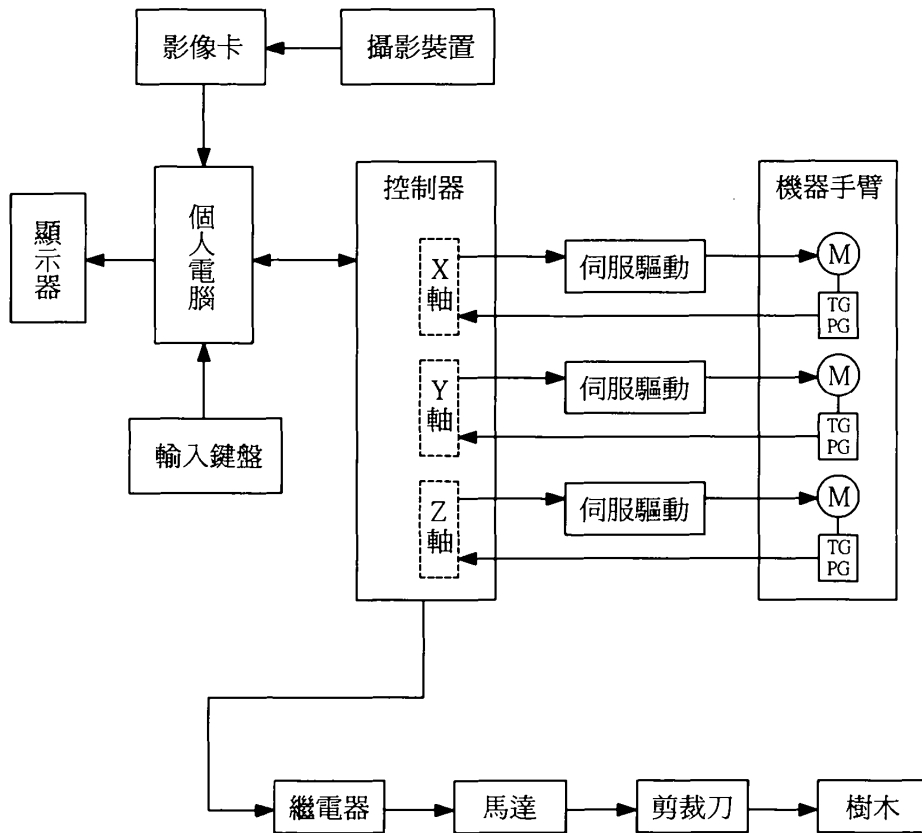 影像卡
攝影裝置
顯示器
個人電腦
輸入鍵盤
控制器
X軸
Y軸
Z軸
伺服驅動
伺服驅動
伺服驅動
機器手臂
M
TG
PG
M
TG
PG
M
TG
PG
繼電器
馬達
剪裁刀
樹木